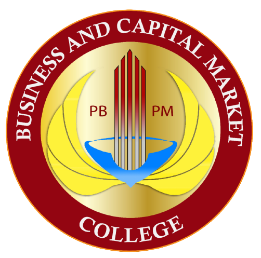 BUSINESS AND CAPITAL MARKET
PB PM
COLLEGE